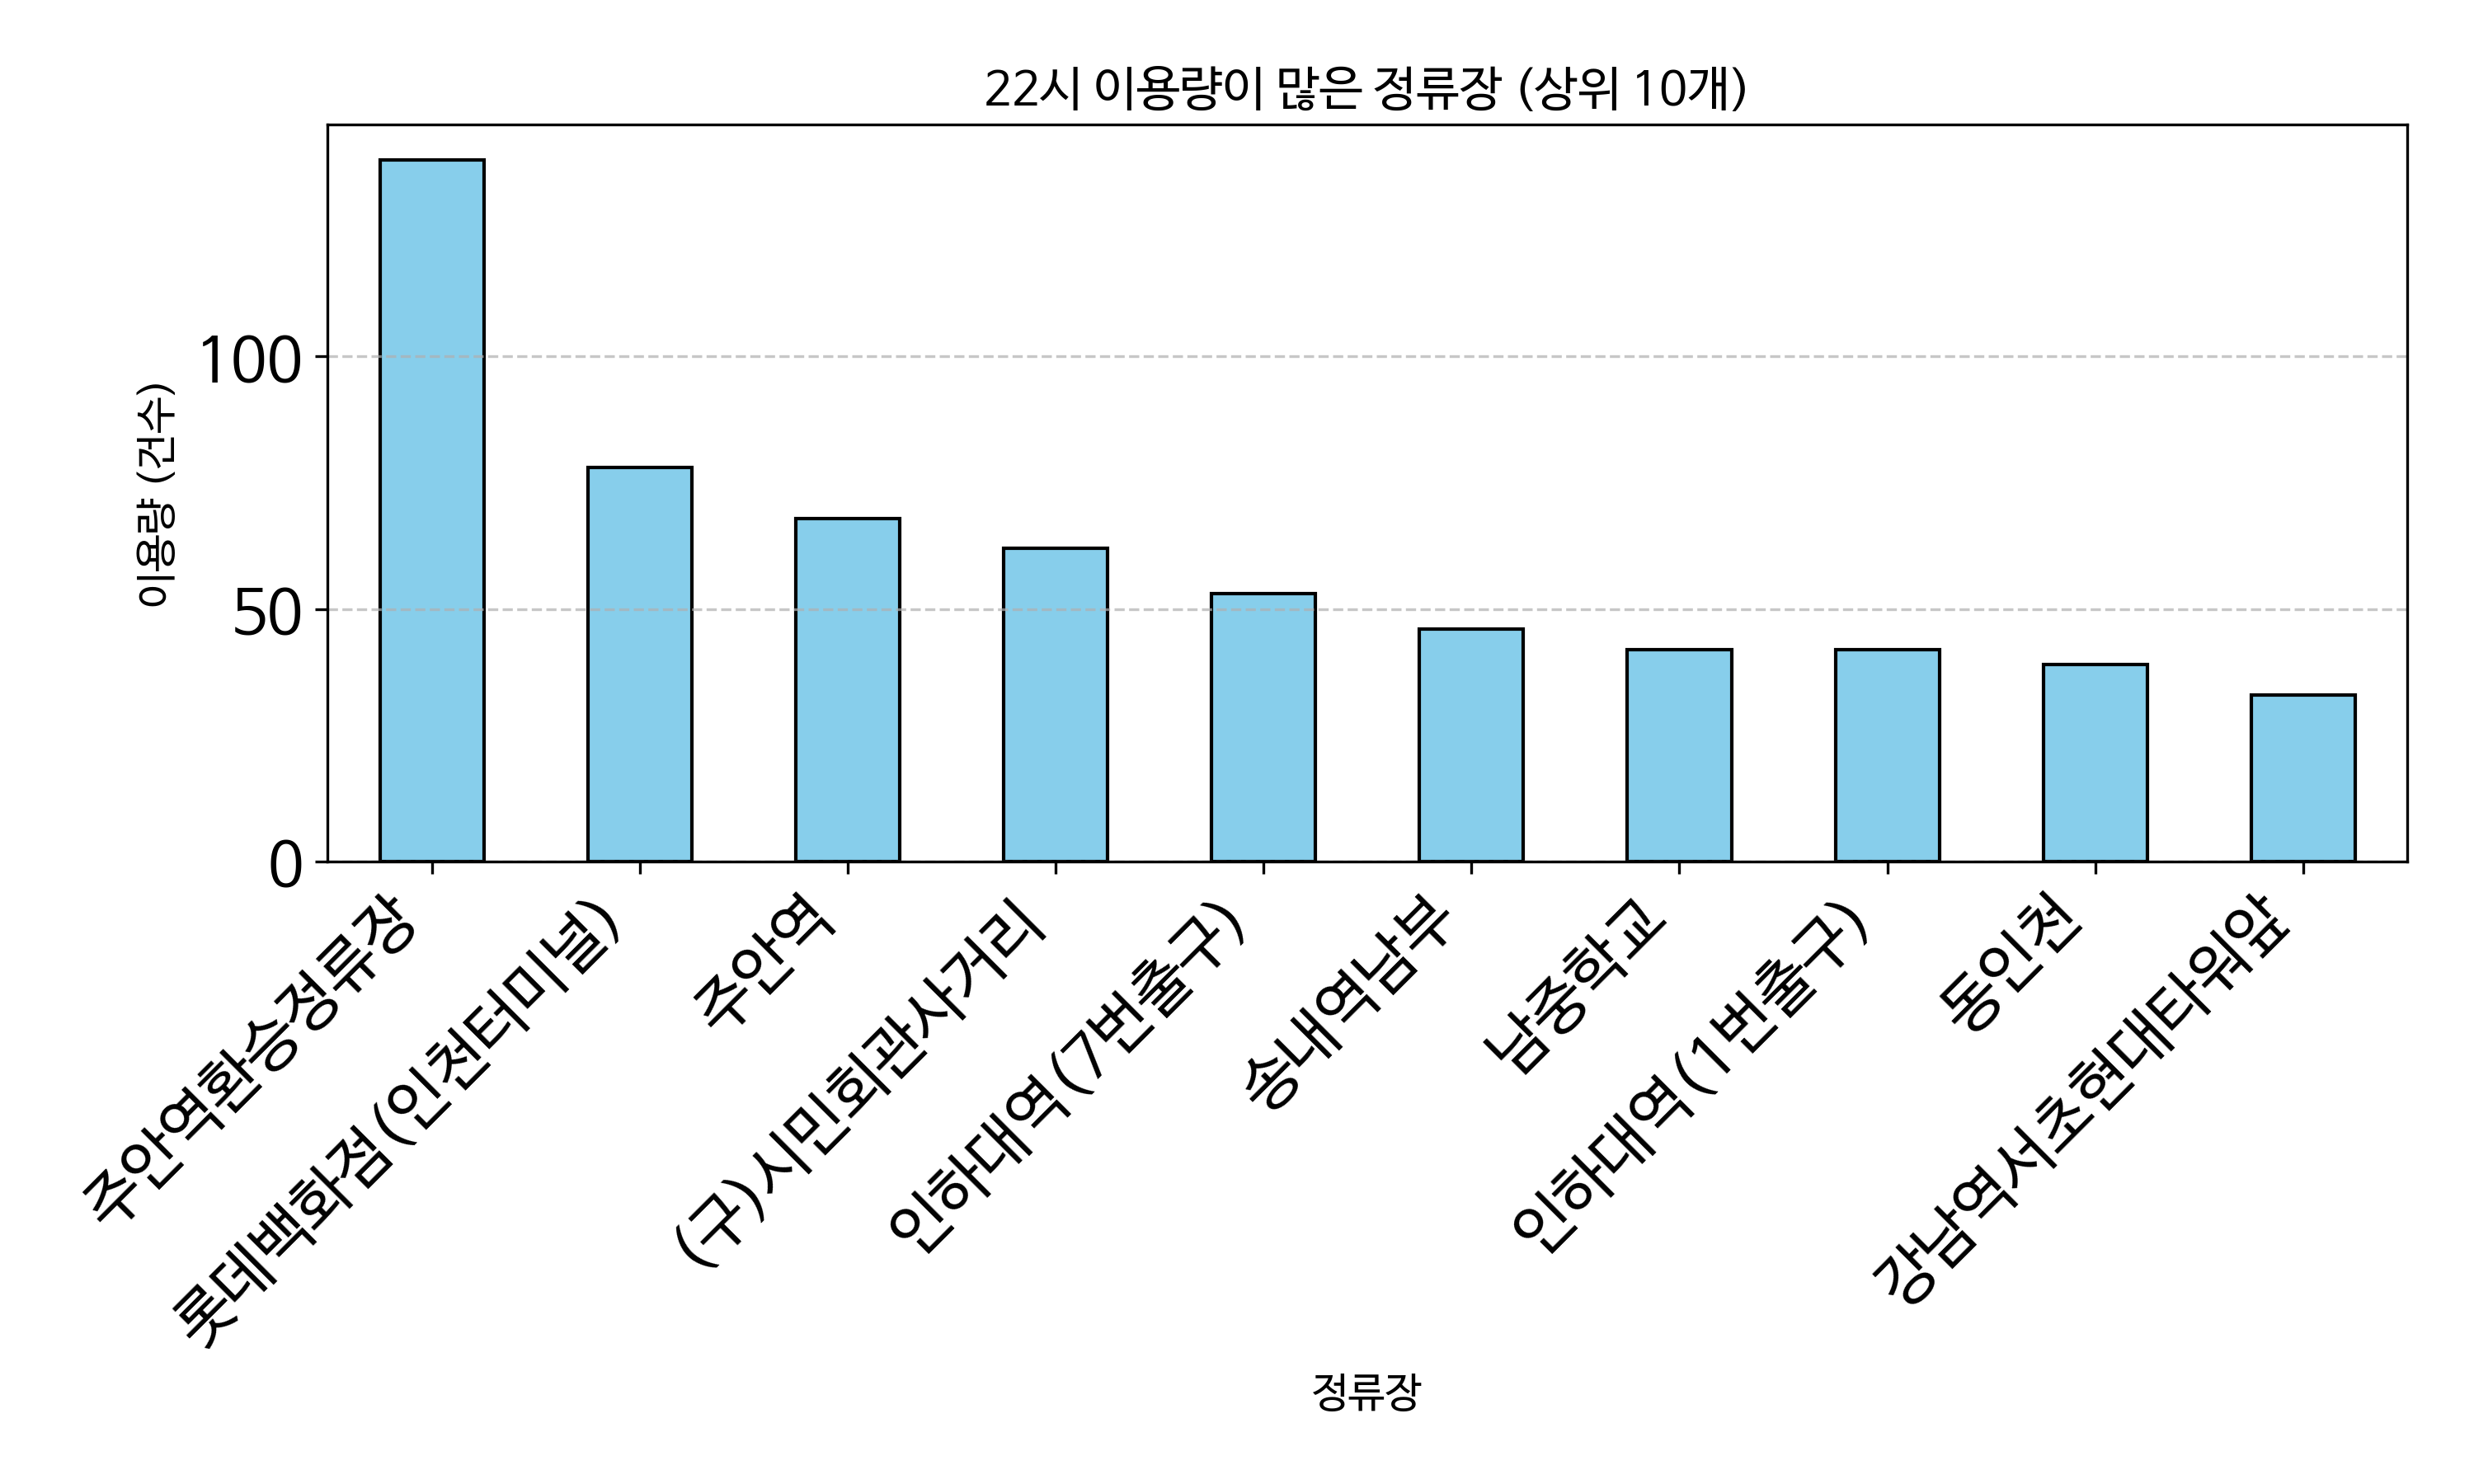 22시 이용량이 많은 정류장 (상위 10개)
이용량 (건수)
100
50
0
주안역환승정류장
롯데백화점(인천터미널)
주안역
(구)시민회관사거리
인하대역(7번출구)
송내역남부
남중학교
인하대역 (1번출구)
동인천
강남역서초현대타워앞
정류장